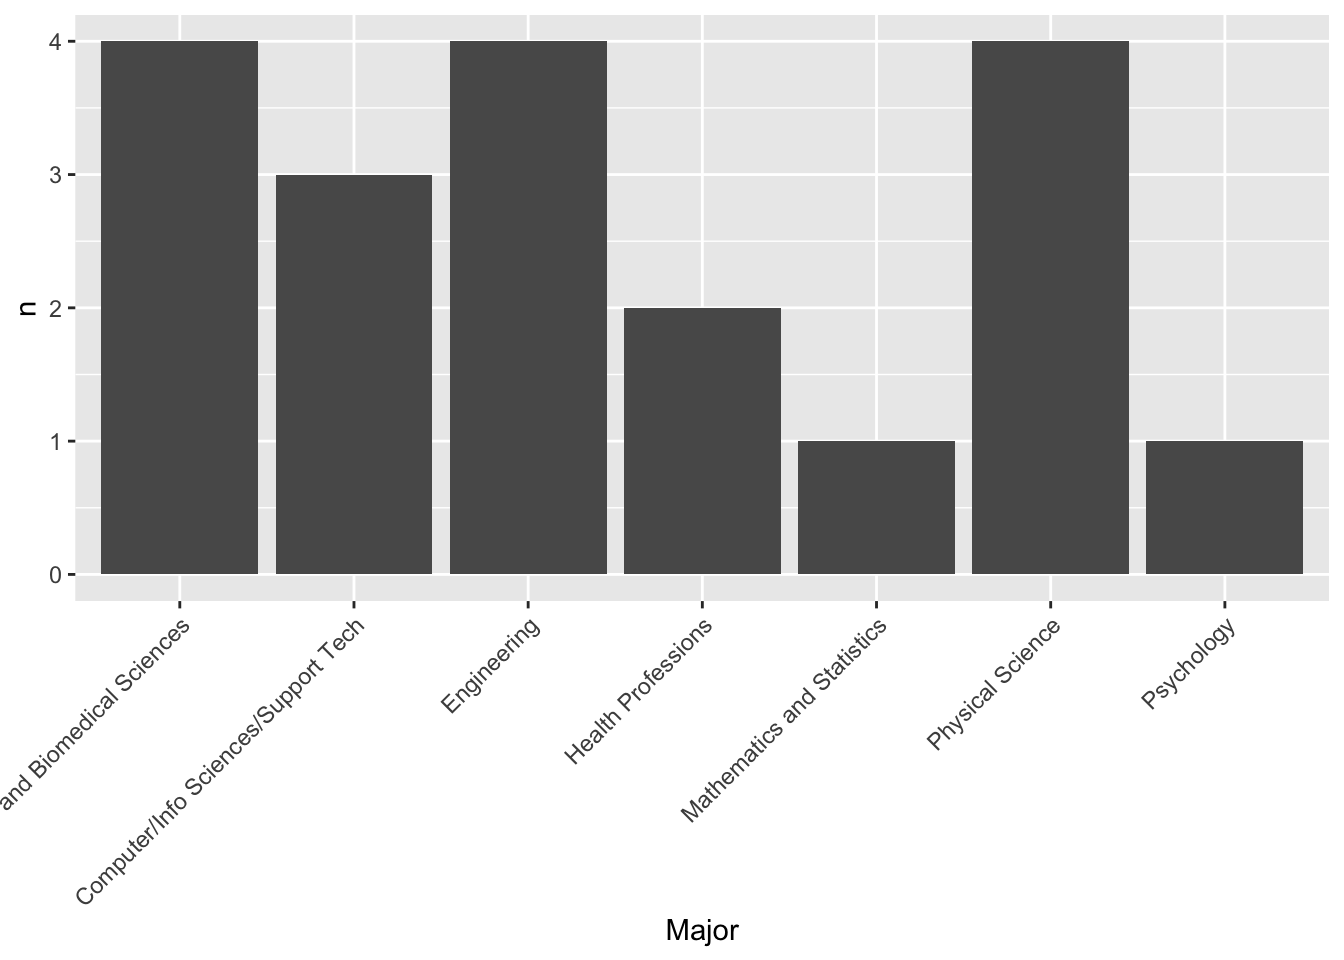 4
3
2
1
0
n
and Biomedical Sciences
Computer/Info Sciences/Support Tech
Engineering
Health Professions
Mathematics and Statistics
Physical Science
Psychology
Major